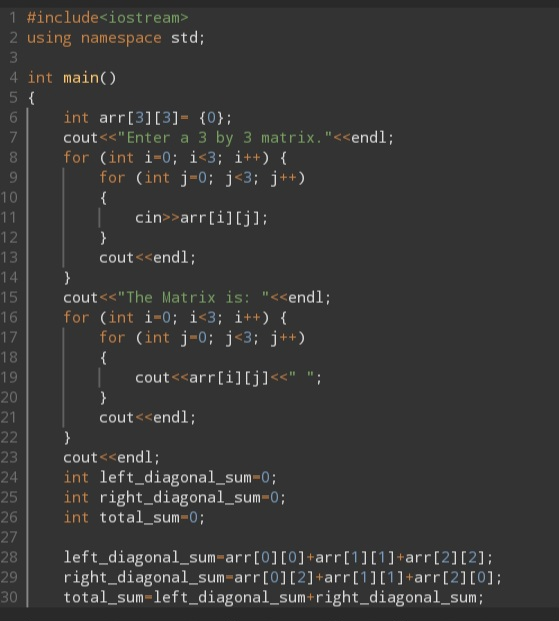 1 #include<iostream>
2 using namespace std;
3
4 int main()
5 {
6     int arr[3][3]= {0};
7     cout<<"Enter a 3 by 3 matrix."<<endl;
8     for (int i=0; i<3; i++) {
9         for (int j=0; j<3; j++)
10         {
11             cin>>arr[i][j];
12         }
13         cout<<endl;
14     }
15     cout<<"The Matrix is: "<<endl;
16     for (int i=0; i<3; i++) {
17         for (int j=0; j<3; j++)
18         {
19             cout<<arr[i][j]<<" ";
20         }
21         cout<<endl;
22     }
23     cout<<endl;
24     int left_diagonal_sum=0;
25     int right_diagonal_sum=0;
26     int total_sum=0;
27
28     left_diagonal_sum=arr[0][0]+arr[1][1]+arr[2][2];
29     right_diagonal_sum=arr[0][2]+arr[1][1]+arr[2][0];
30     total_sum=left_diagonal_sum+right_diagonal_sum;